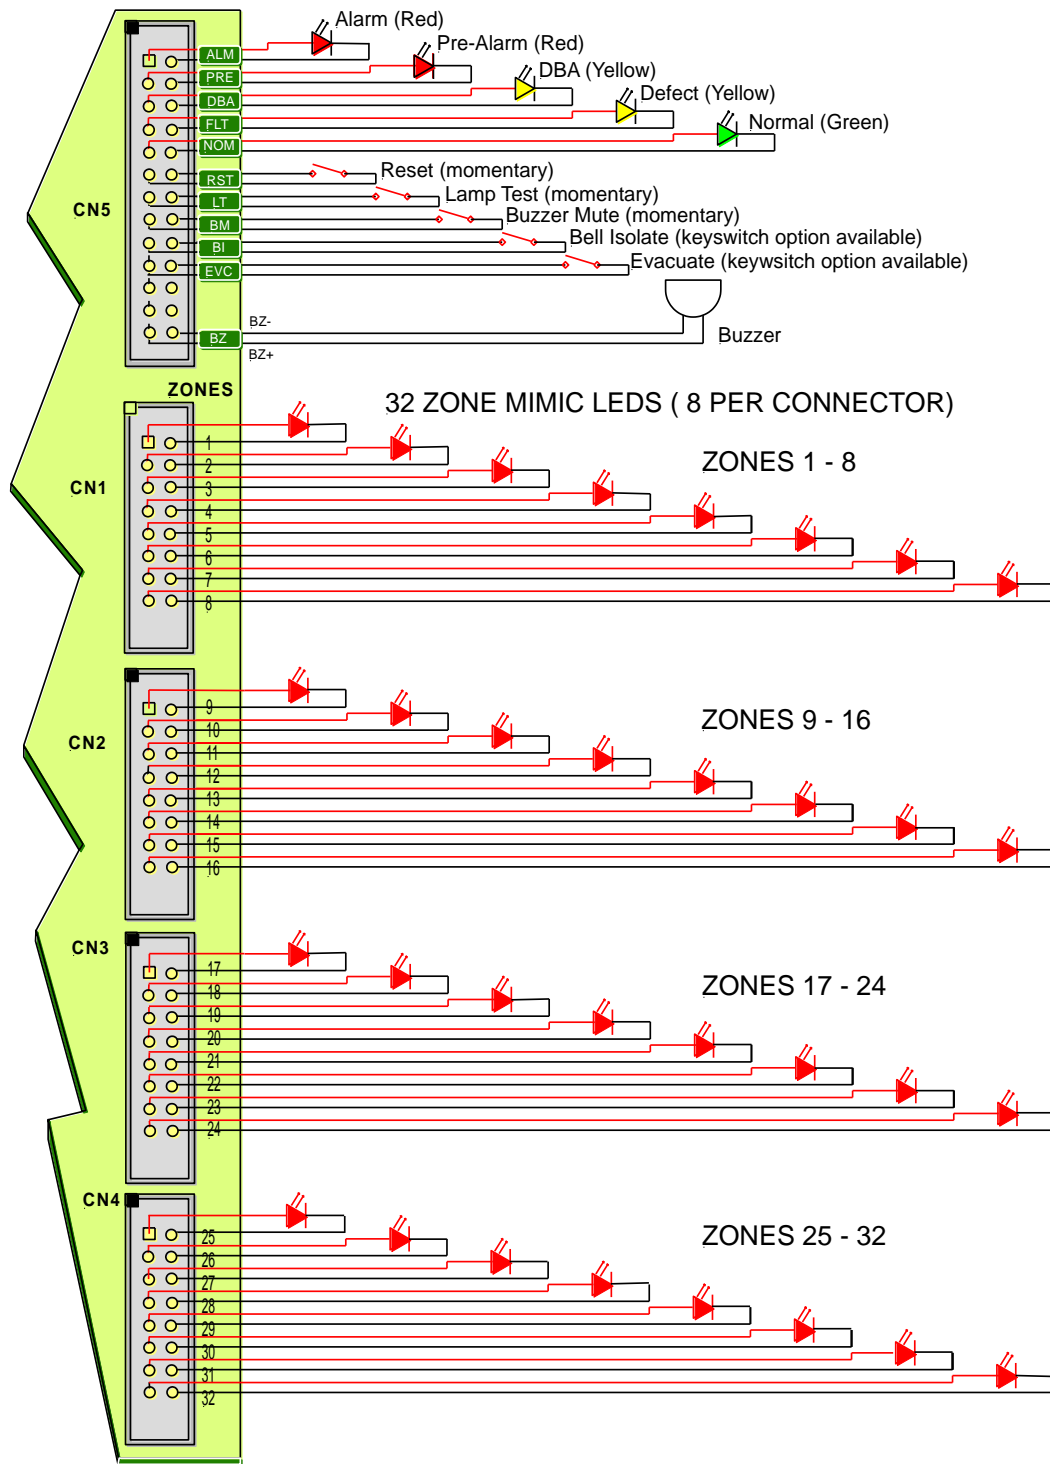 Alarm (Red)
ALM
Pre-Alarm (Red)
PRE
DBA (Yellow)
DBA
Defect (Yellow)
FLT
Normal (Green)
NOM
Reset (momentary)
RST
Lamp Test (momentary)
LT
CN5
Buzzer Mute (momentary)
BM
Bell Isolate (keyswitch option available)
BI
Evacuate (keywsitch option available)
EVC
BZ-
Buzzer
BZ
BZ+
ZONES
32 ZONE MIMIC LEDS ( 8 PER CONNECTOR)
1
ZONES 1 - 8
2
CN1
3
4
5
6
7
8
9
ZONES 9 - 16
10
CN2
11
12
13
14
15
16
CN3
17
ZONES 17 - 24
18
19
20
21
22
23
24
CN4
25
ZONES 25 - 32
26
27
28
29
30
31
32